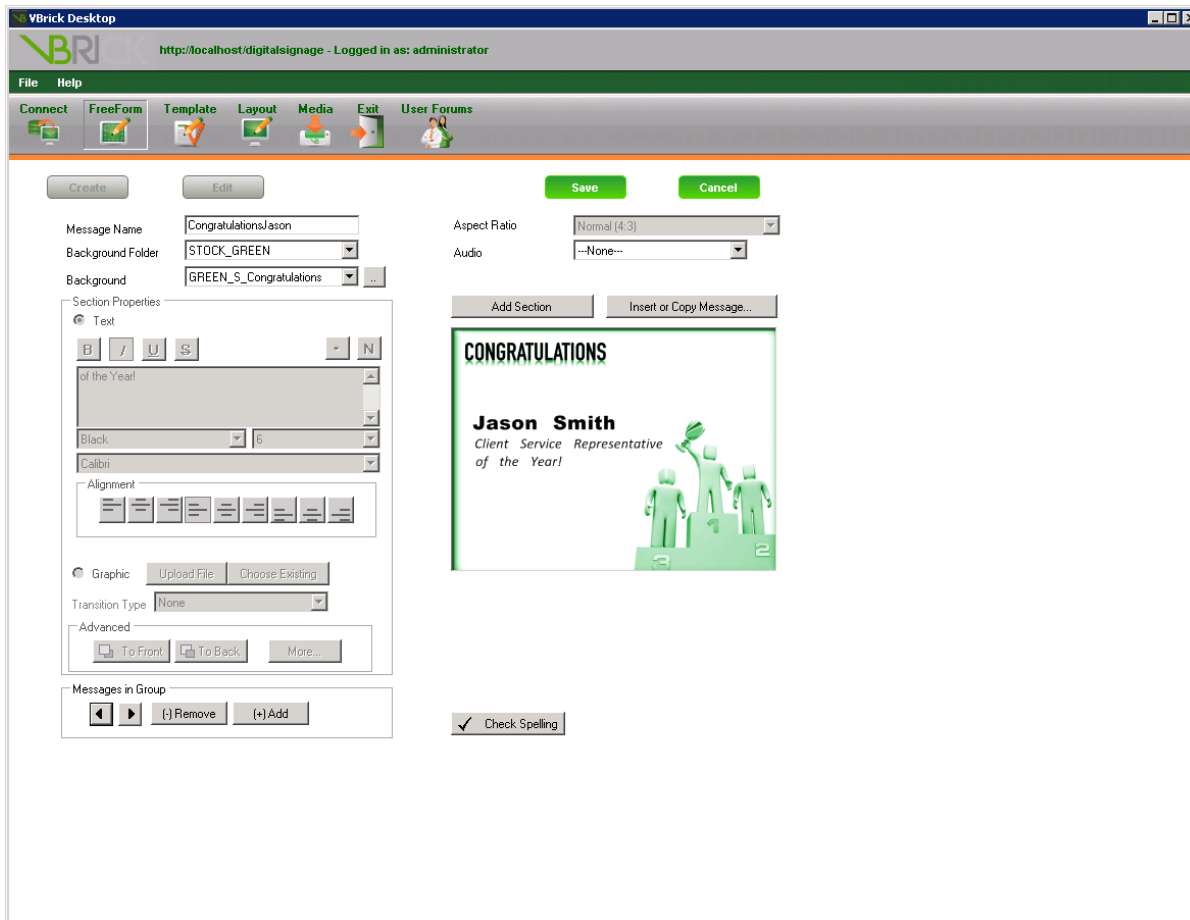 VBrick Desktop
VBRICK
http://localhost/digitalsignage - Logged in as: administrator
File Help
Connect FreeForm Template Layout Media Exit User Forums
Create Edit Save Cancel
Message Name CongratulationsJason Aspect Ratio Normal (4:3)
Background Folder STOCK_GREEN Audio ---None---
Background GREEN_S_Congratulations ..
Section Properties
Add Section Insert or Copy Message...
Text
B I U S - N
of the Year!
Black 6
Calibri
Alignment
CONGRATULATIONS
Jason Smith
Client Service Representative
of the Year!
1
2
3
Graphic Upload File Choose Existing
Transition Type None
Advanced
To Front To Back More...
Messages in Group
(-) Remove (+) Add
Check Spelling